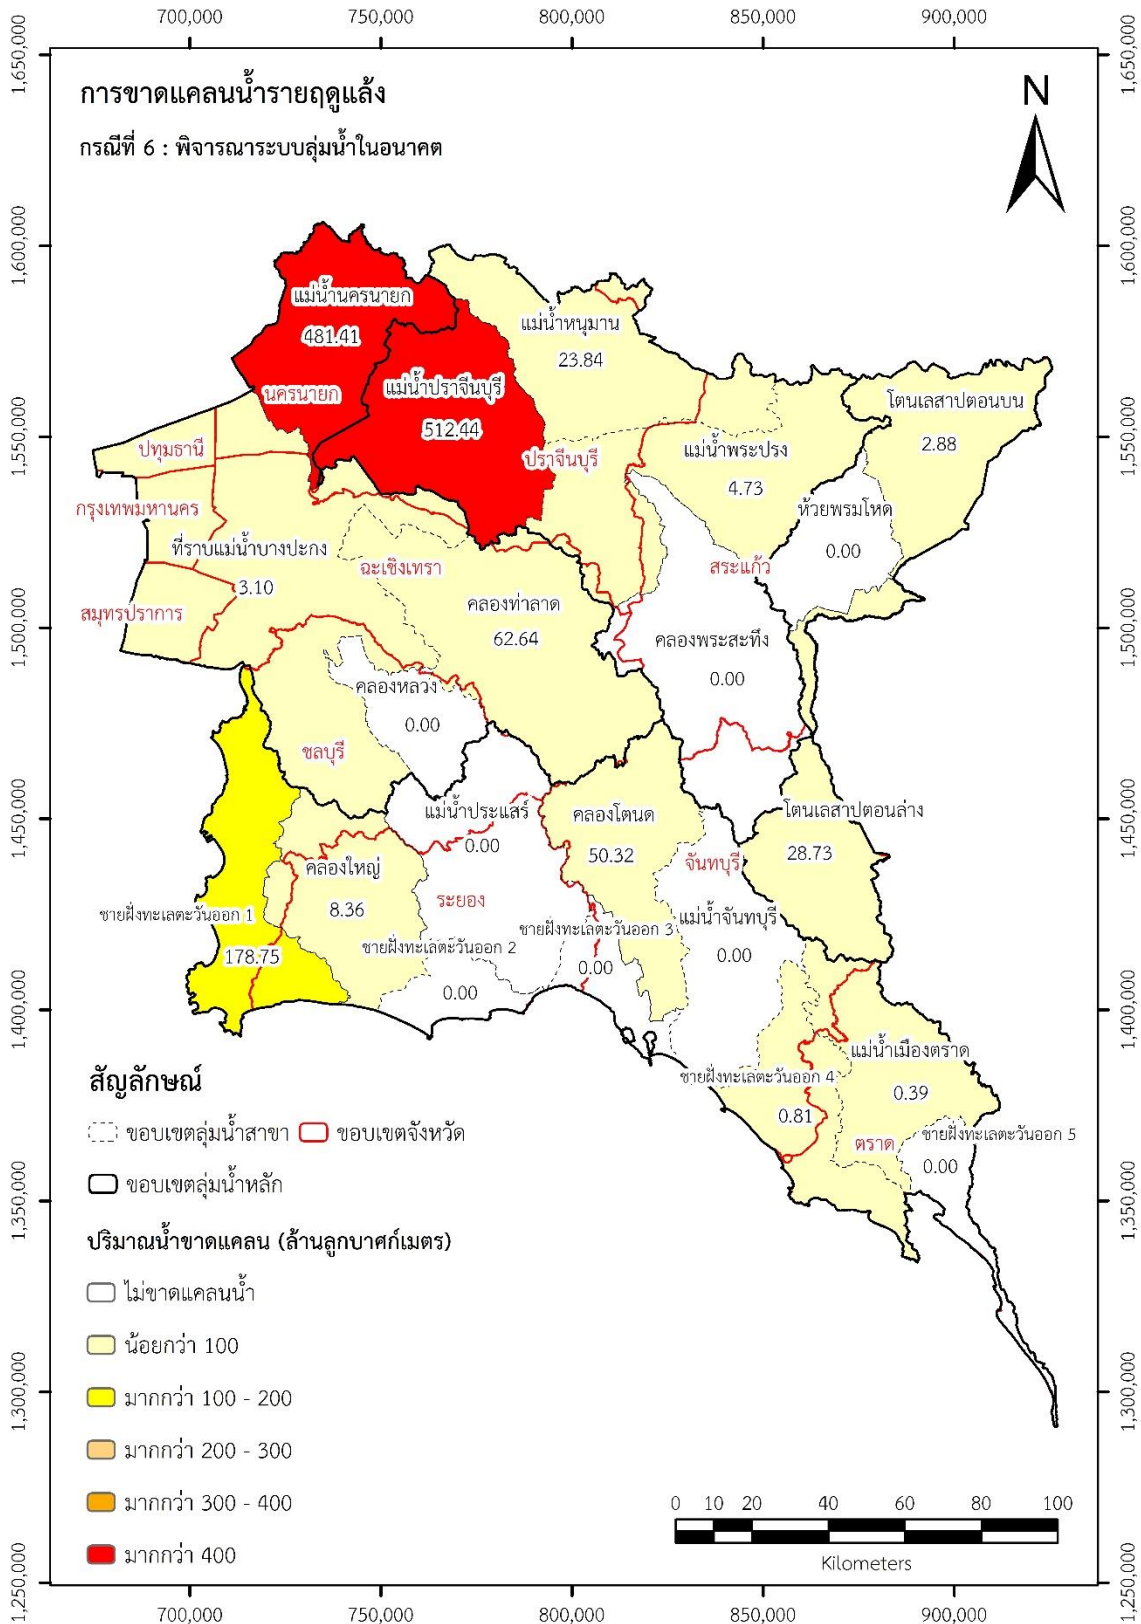 700,000
750,000
800,000
850,000
900,000
1,650,000
1,650,000
การขาดแคลนน้ำรายฤดูแล้ง
กรณีที่ 6 : พิจารณาระบบลุ่มน้ำในอนาคต
N
1,600,000
1,600,000
แม่น้ำนครนายก
481.41
นครนายก
แม่น้ำปราจีนบุรี
512.44
แม่น้ำหนุมาน
23.84
ปราจีนบุรี
โตนเลสาปตอนบน
2.88
แม่น้ำพระปรง
4.73
ห้วยพรมโหด
0.00
1,550,000
1,550,000
ปทุมธานี
กรุงเทพมหานคร
ที่ราบแม่น้ำบางปะกง
3.10
ฉะเชิงเทรา
สมุทรปราการ
คลองท่าลาด
62.64
สระแก้ว
คลองพระสะทึง
0.00
1,500,000
1,500,000
คลองหลวง
0.00
ชลบุรี
แม่น้ำประแสร์
0.00
คลองโตนด
50.32
โตนเลสาปตอนล่าง
28.73
1,450,000
1,450,000
คลองใหญ่
8.36
ระยอง
จันทบุรี
แม่น้ำจันทบุรี
0.00
ชายฝั่งทะเลตะวันออก 1
178.75
ชายฝั่งทะเลตะวันออก 2
0.00
ชายฝั่งทะเลตะวันออก 3
0.00
1,400,000
1,400,000
แม่น้ำเมืองตราด
0.39
ชายฝั่งทะเลตะวันออก 4
0.81
ตราด
ชายฝั่งทะเลตะวันออก 5
0.00
สัญลักษณ์
ขอบเขตลุ่มน้ำสาขา
ขอบเขตจังหวัด
ขอบเขตลุ่มน้ำหลัก
1,350,000
1,350,000
ปริมาณน้ำขาดแคลน (ล้านลูกบาศก์เมตร)
ไม่ขาดแคลนน้ำ
น้อยกว่า 100
มากกว่า 100 - 200
มากกว่า 200 - 300
มากกว่า 300 - 400
มากกว่า 400
1,300,000
1,300,000
0 10 20 40 60 80 100
Kilometers
1,250,000
1,250,000
700,000
750,000
800,000
850,000
900,000